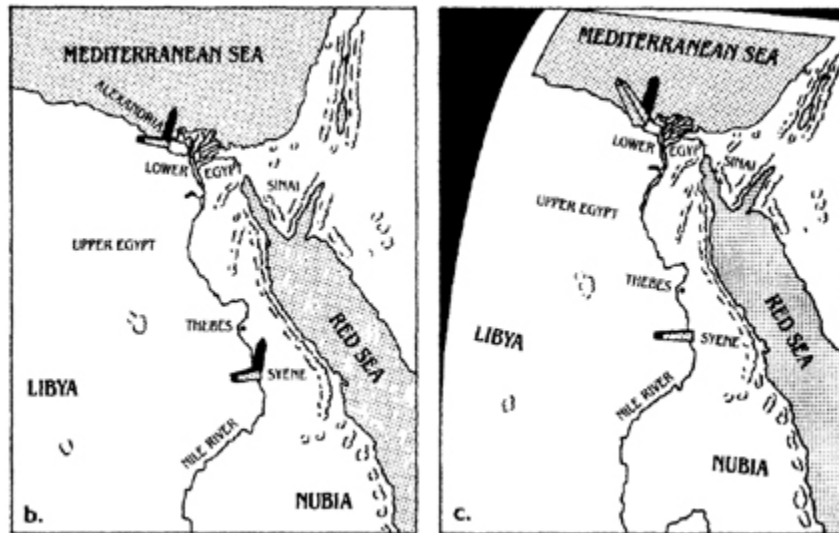 MEDITERRANEAN SEA
ALEXANDRIA
LOWER EGYPT
SINAI
UPPER EGYPT
THEBES
RED SEA
SYENE
LIBYA
NILE RIVER
NUBIA
b.
MEDITERRANEAN SEA
LOWER EGYPT
SINAI
UPPER EGYPT
THEBES
RED SEA
SYENE
LIBYA
NILE RIVER
NUBIA
c.